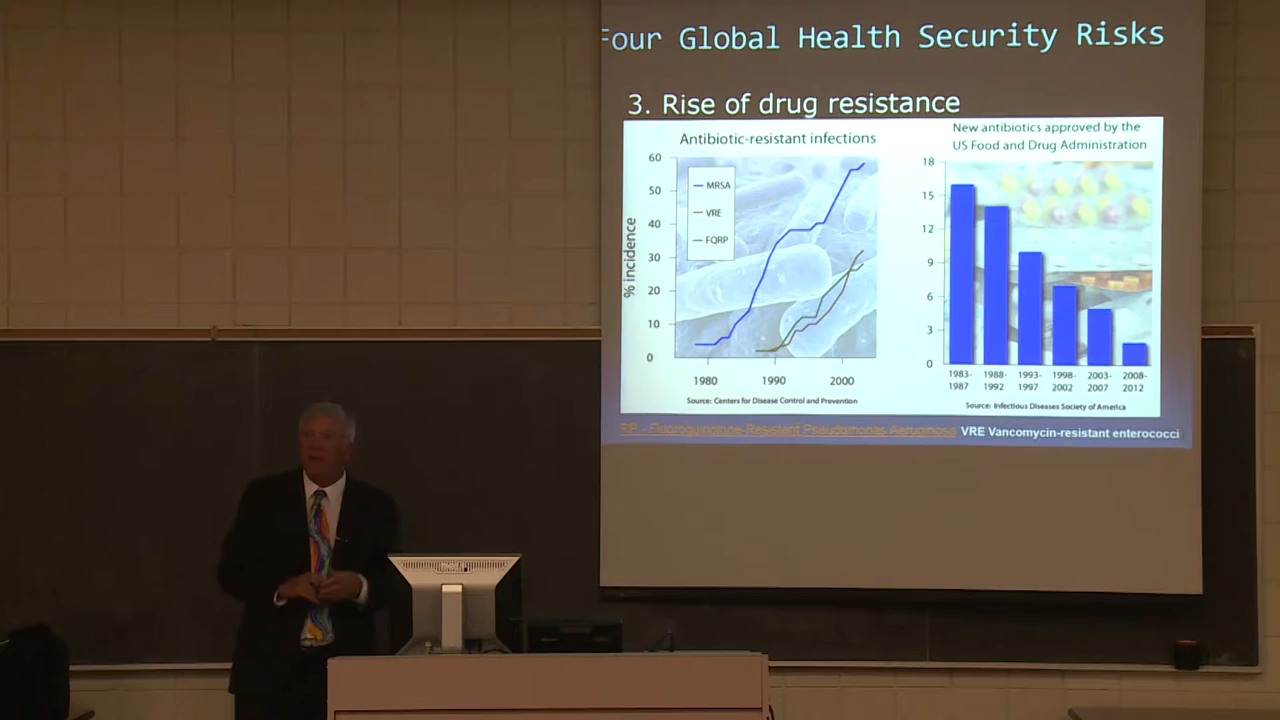 Four Global Health Security Risks
3. Rise of drug resistance
Antibiotic-resistant infections
60
50
40
30
20
10
0
% incidence
MRSA
VRE
FQRP
1980
1990
2000
Source: Centers for Disease Control and Prevention
New antibiotics approved by the
US Food and Drug Administration
18
15
12
9
6
3
0
1983-
1987
1988-
1992
1993-
1997
1998-
2002
2003-
2007
2008-
2012
Source: Infectious Diseases Society of America
RP - Fluoroquinolone-Resistant Pseudomonas Aeruginosa VRE Vancomycin-resistant enterococci